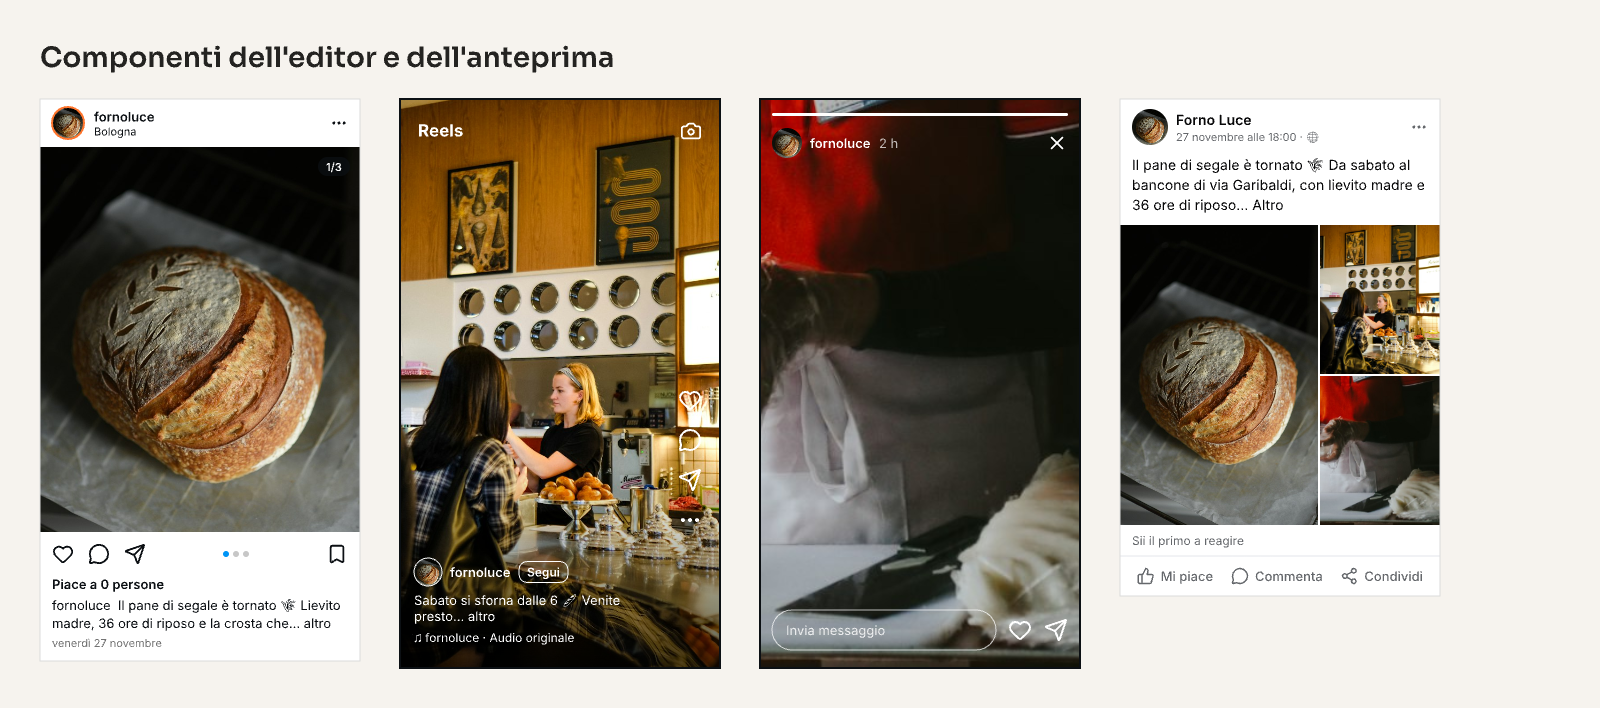 Componenti dell'editor e dell'anteprima
fornoluce
Bologna
1/3
Piace a 0 persone
fornoluce Il pane di segale è tornato 🌾 Lievito
madre, 36 ore di riposo e la crosta che... altro
venerdì 27 novembre
Reels
fornoluce Segui
Sabato si sforna dalle 6 🥖 Venite
presto... altro
♫ fornoluce · Audio originale
fornoluce 2 h
Invia messaggio
Forno Luce
27 novembre alle 18:00 ·
Il pane di segale è tornato 🌾 Da sabato al
bancone di via Garibaldi, con lievito madre e
36 ore di riposo... Altro
Sii il primo a reagire
Mi piace Commenta Condividi